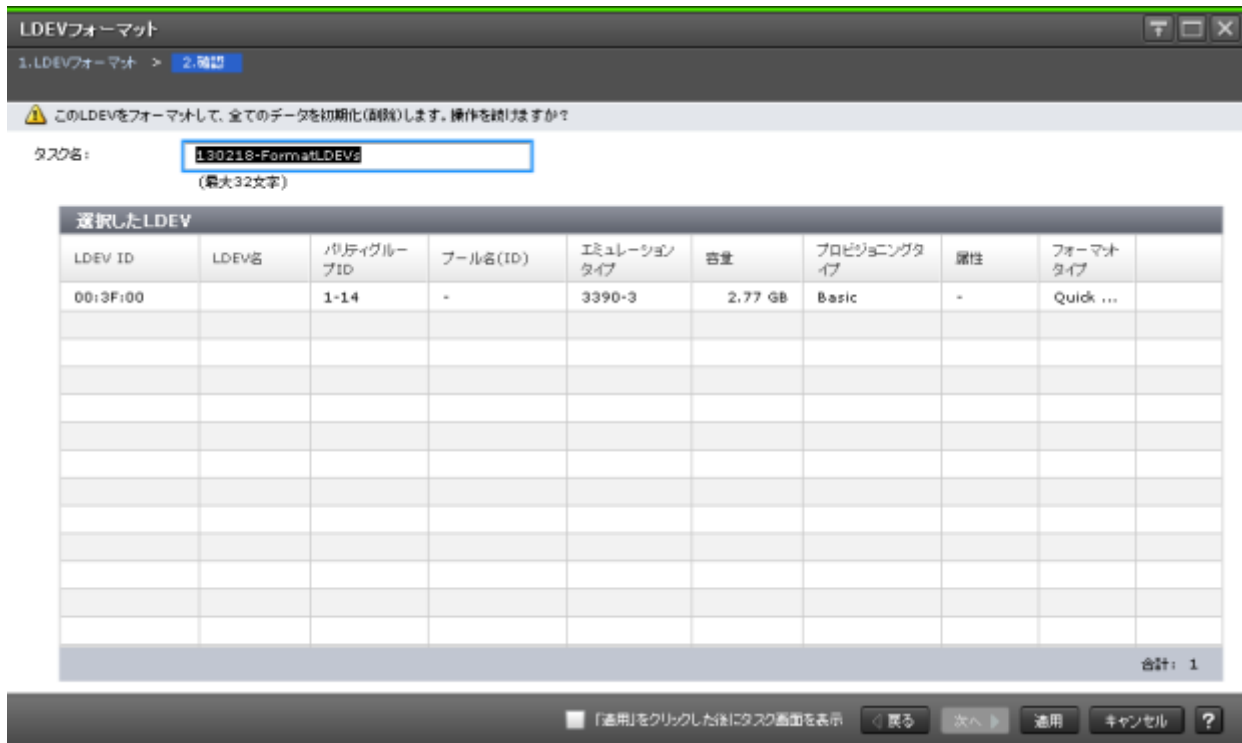 LDEVフォーマット
1.LDEVフォーマット > 2.確認
このLDEVをフォーマットして、全てのデータを初期化(削除)します。操作を続けますか?
タスク名: 130218-FormatLDEVs
(最大32文字)
選択したLDEV
LDEV ID LDEV名 パリティグループID プール名(ID) エミュレーションタイプ 容量 プロビジョニングタイプ 属性 フォーマットタイプ
00:3F:00 1-14 - 3390-3 2.77 GB Basic - Quick ...
合計: 1
「適用」をクリックした後にタスク画面を表示 戻る 次へ 適用 キャンセル ?